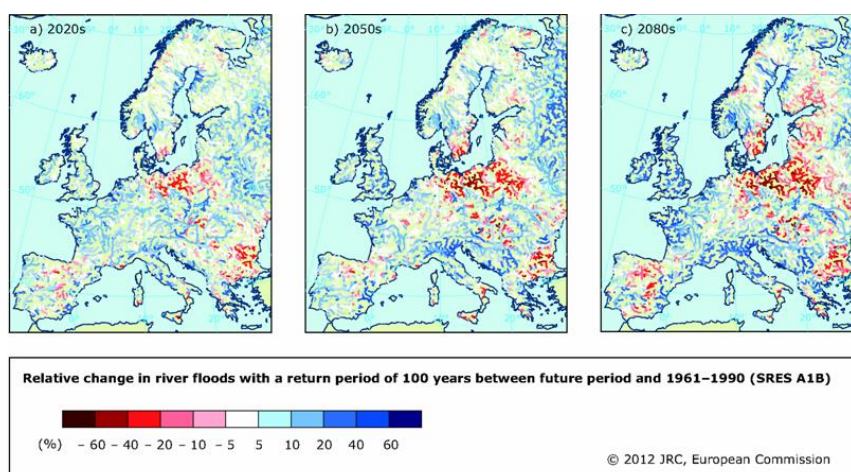 a) 2020s
b) 2050s
c) 2080s
Relative change in river floods with a return period of 100 years between future period and 1961–1990 (SRES A1B)
(%) – 60 – 40 – 20 – 10 – 5 5 10 20 40 60
© 2012 JRC, European Commission